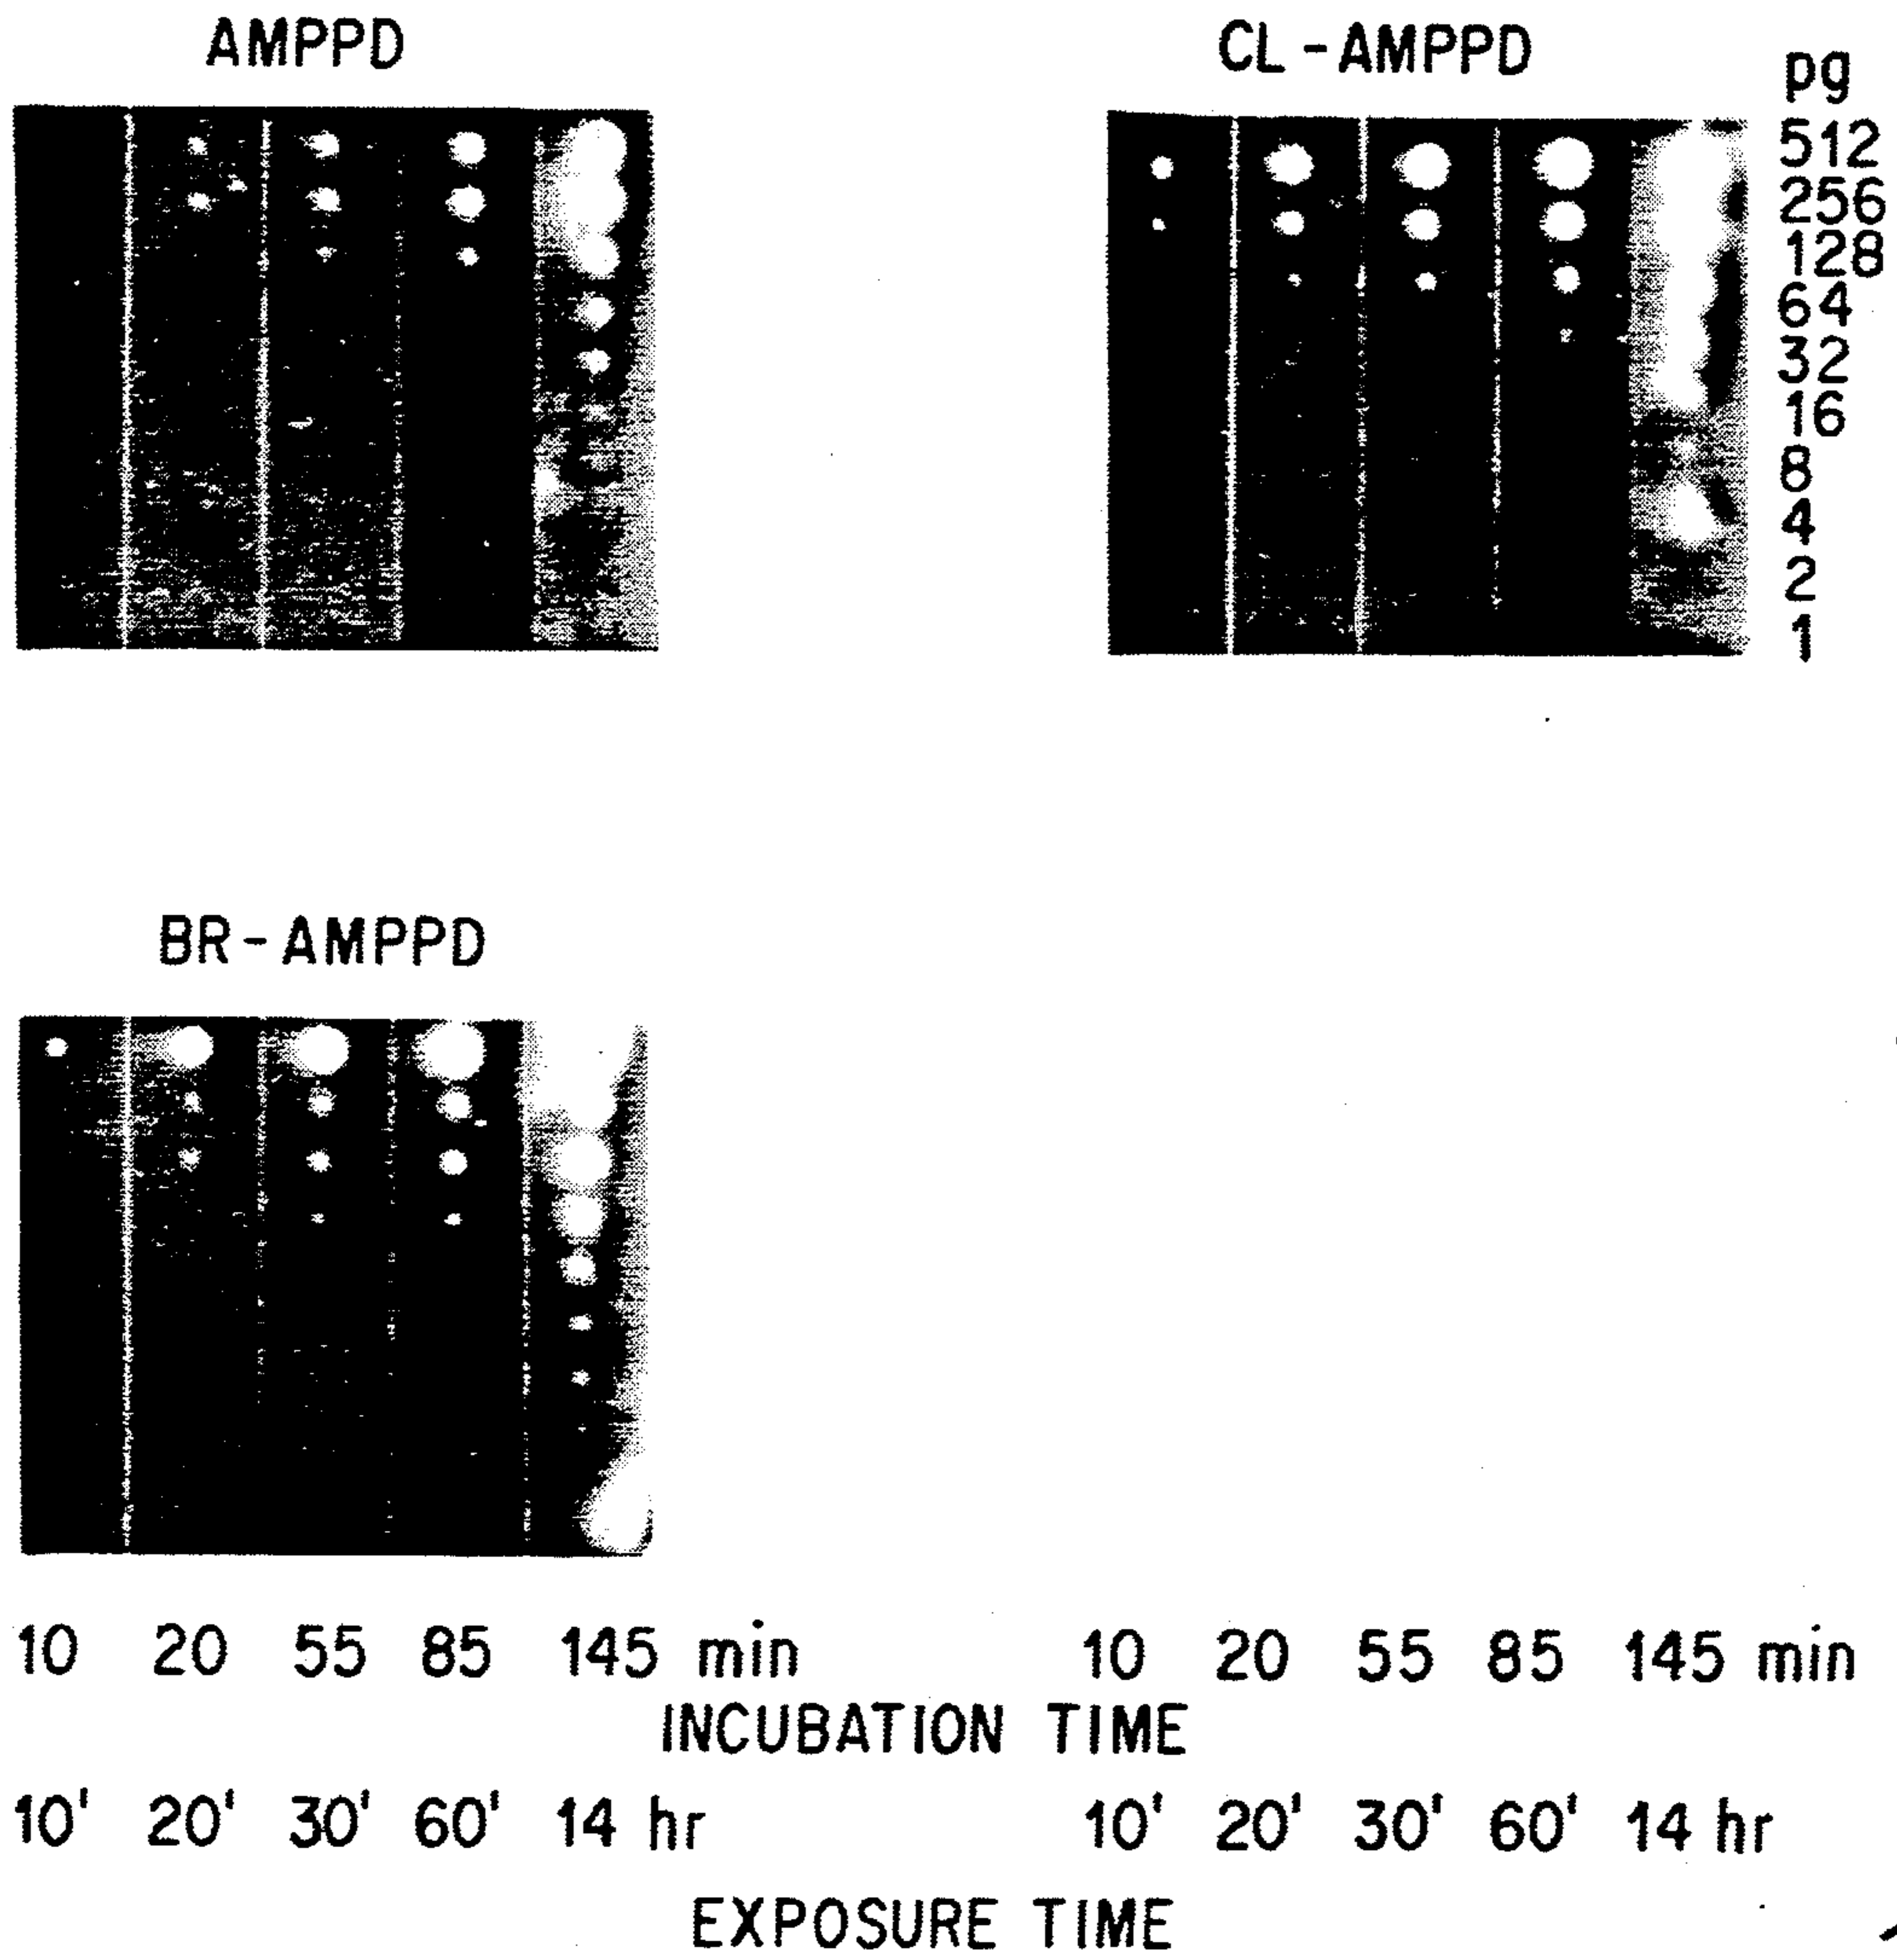 AMPPD
CL-AMPPD
pg
512
256
128
64
32
16
8
4
2
1
BR-AMPPD
10 20 55 85 145 min
10 20 55 85 145 min
INCUBATION TIME
10' 20' 30' 60' 14 hr
10' 20' 30' 60' 14 hr
EXPOSURE TIME